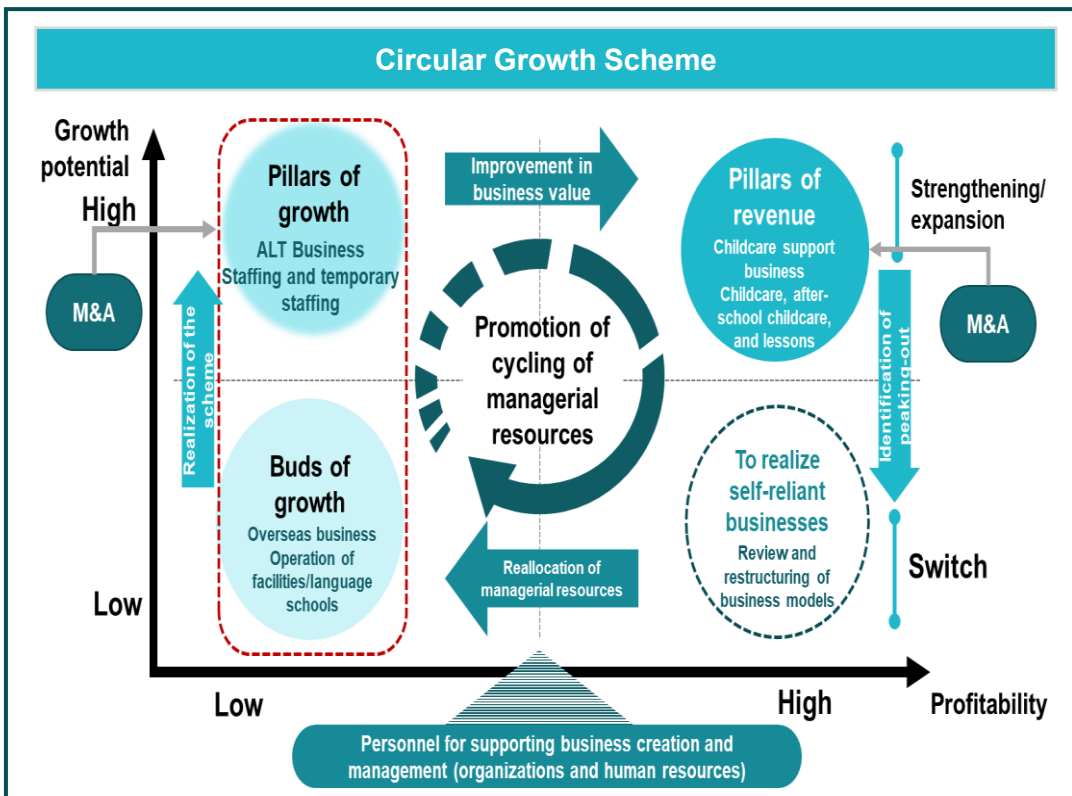 Circular Growth Scheme
Growth
potential
High
Low
M&A
Realization of the
scheme
Pillars of
growth
ALT Business
Staffing and temporary
staffing
Buds of
growth
Overseas business
Operation of
facilities/language
schools
Improvement in
business value
Promotion of
cycling of
managerial
resources
Reallocation of
managerial resources
Pillars of
revenue
Childcare support
business
Childcare, after-
school childcare,
and lessons
To realize
self-reliant
businesses
Review and
restructuring of
business models
Strengthening/
expansion
M&A
Identification of
peaking-out
Switch
Low
High
Profitability
Personnel for supporting business creation and
management (organizations and human resources)